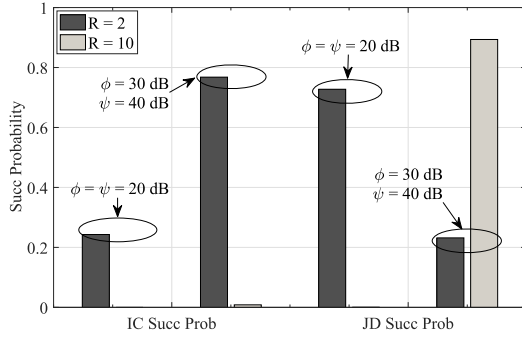 1
0.8
0.6
0.4
0.2
0
Succ Probability
R = 2
R = 10
ϕ = ψ = 20 dB
ϕ = 30 dB
ψ = 40 dB
ϕ = ψ = 20 dB
ϕ = 30 dB
ψ = 40 dB
IC Succ Prob
JD Succ Prob